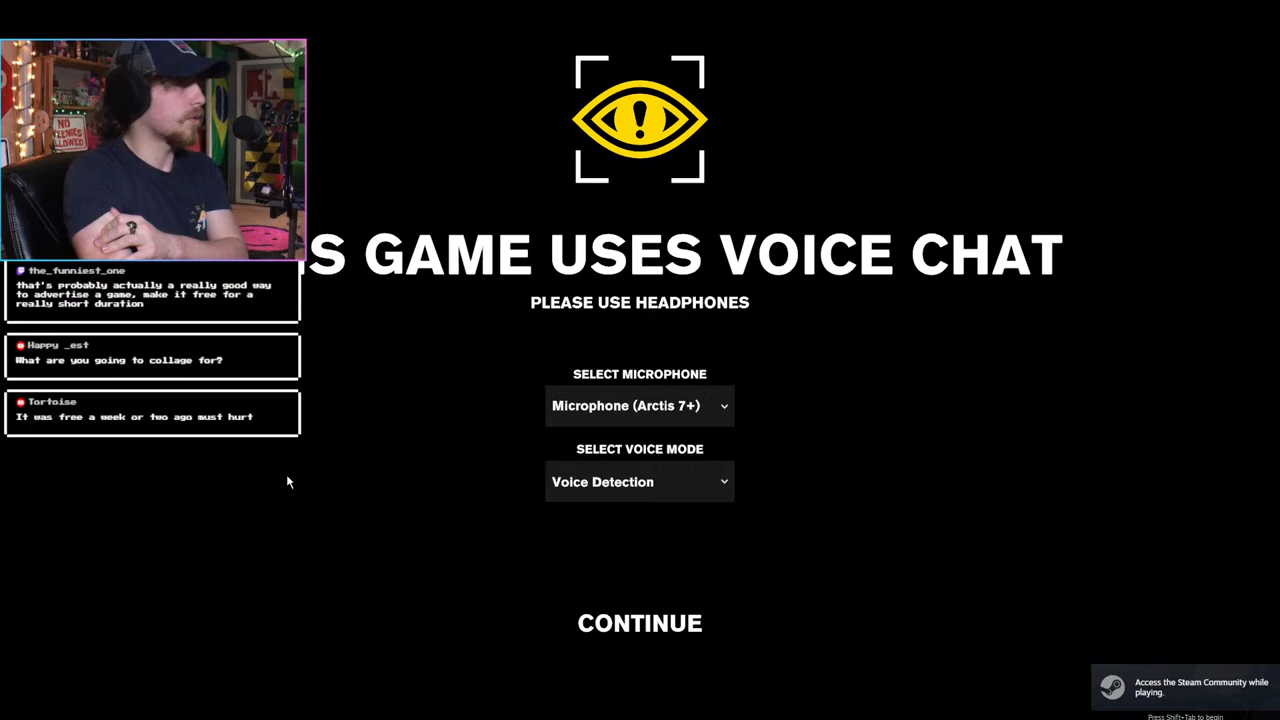 NO
WEENIES
ALLOWED
S GAME USES VOICE CHAT
PLEASE USE HEADPHONES
the_funniest_one
that's probably actually a really good way
to advertise a game, make it free for a
really short duration
Happy _est
What are you going to collage for?
Tortoise
It was free a week or two ago must hurt
SELECT MICROPHONE
Microphone (Arctis 7+)
SELECT VOICE MODE
Voice Detection
CONTINUE
Access the Steam Community while
playing.
Press Shift+Tab to begin